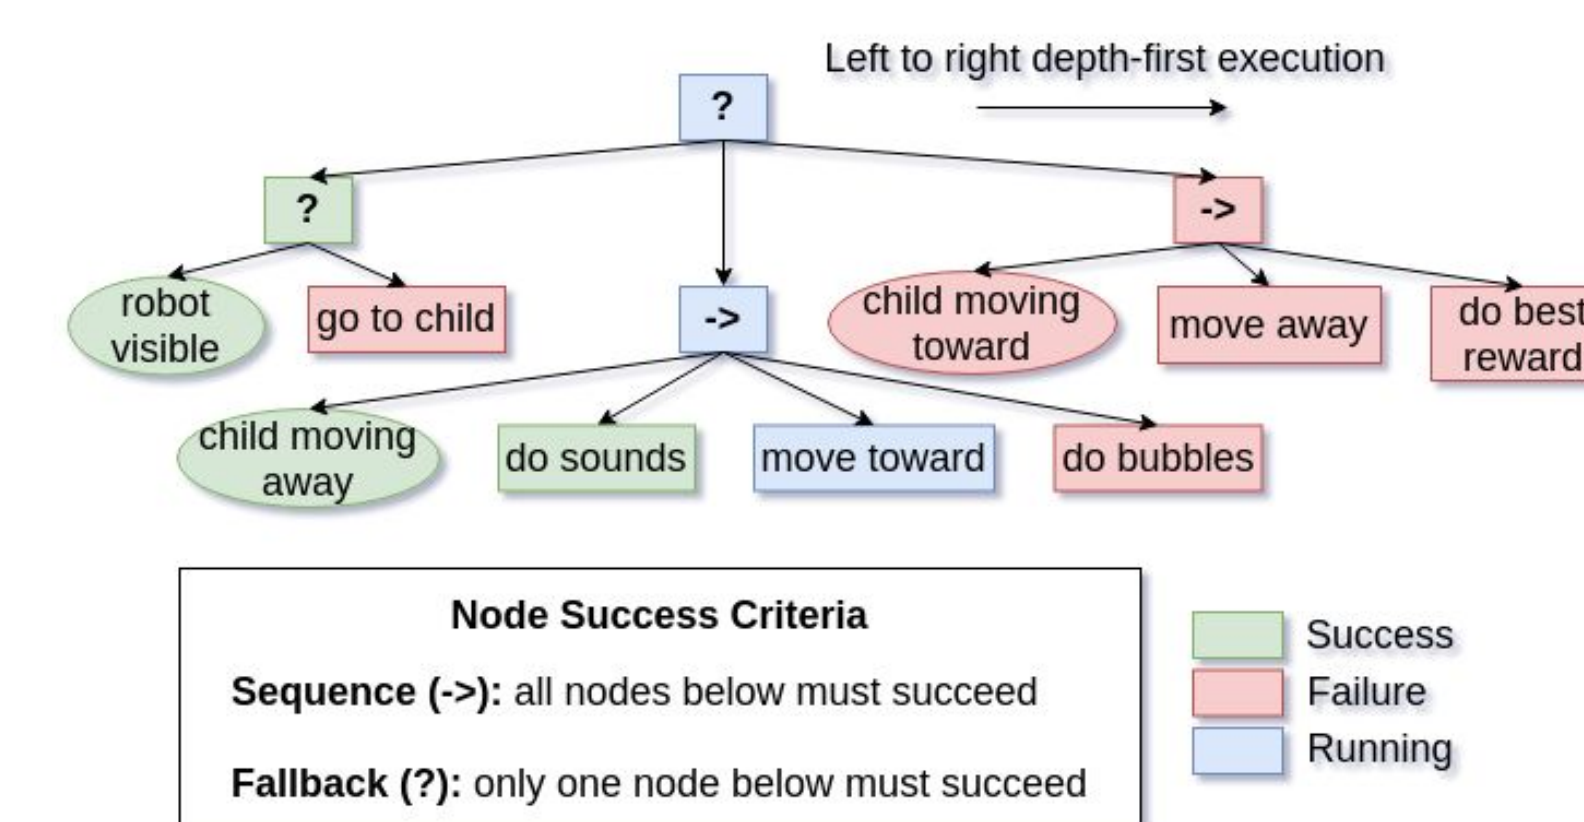 Left to right depth-first execution
?
?
->
robot
visible
go to child
->
child moving
toward
move away
do best
reward
child moving
away
do sounds
move toward
do bubbles
Node Success Criteria
Sequence (->): all nodes below must succeed
Fallback (?): only one node below must succeed
Success
Failure
Running